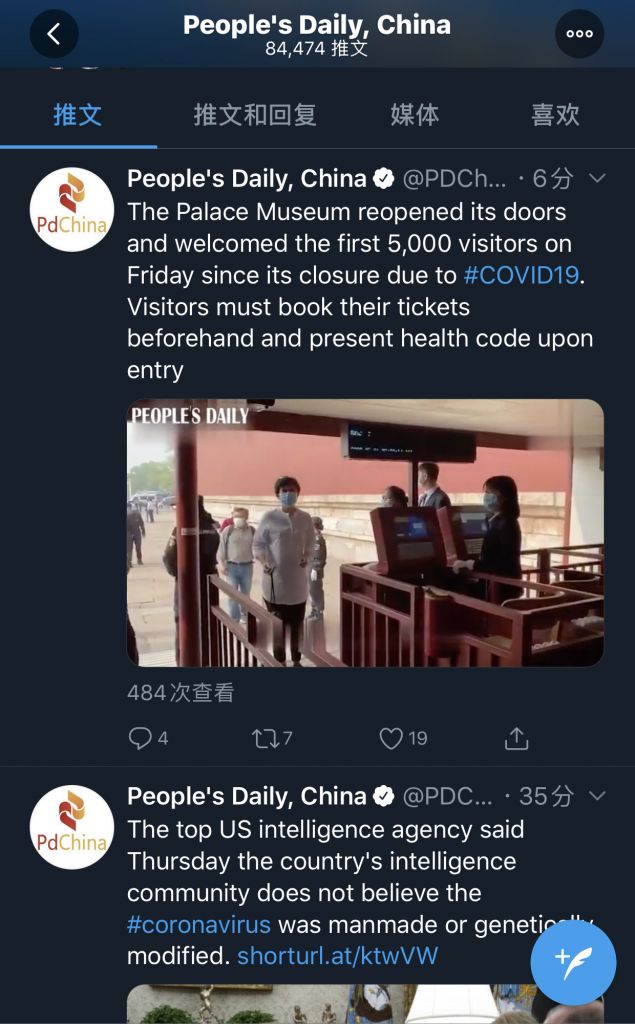 People's Daily, China
84,474 推文
推文
推文和回复
媒体
喜欢
PdChina
People's Daily, China @PDCh... · 6分
The Palace Museum reopened its doors
and welcomed the first 5,000 visitors on
Friday since its closure due to #COVID19.
Visitors must book their tickets
beforehand and present health code upon
entry
PEOPLE'S DAILY
484次查看
4
7
19
PdChina
People's Daily, China @PDC... · 35分
The top US intelligence agency said
Thursday the country's intelligence
community does not believe the
#coronavirus was manmade or genetically
modified. shorturl.at/ktwVW